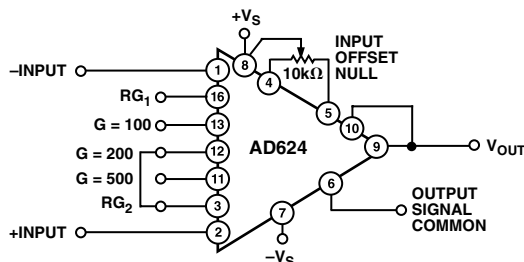 +VS
–INPUT
1
8
4
10kΩ
INPUT
OFFSET
NULL
RG1
16
G = 100
13
5
10
G = 200
12
AD624
9
VOUT
G = 500
11
6
RG2
3
7
OUTPUT
SIGNAL
COMMON
+INPUT
2
–VS